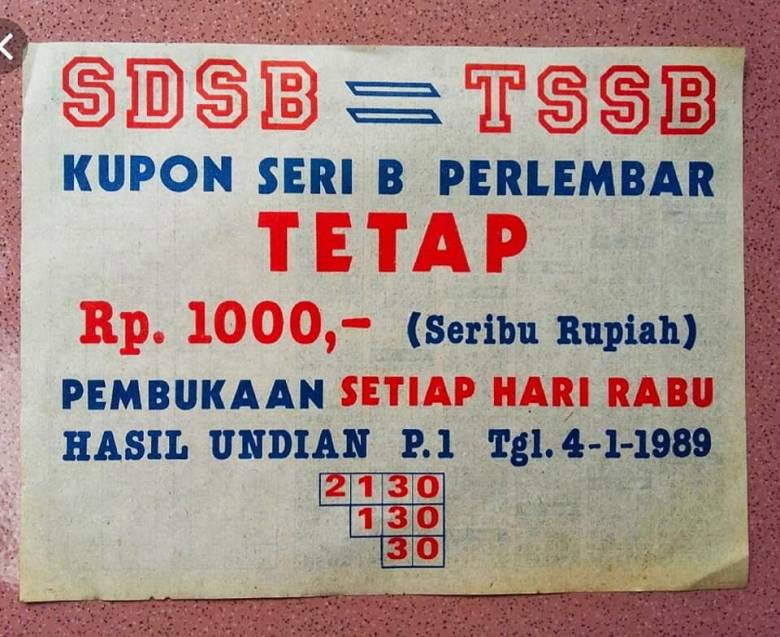 SDSB = TSSB
KUPON SERI B PERLEMBAR
TETAP
Rp. 1000,- (Seribu Rupiah)
PEMBUKAAN SETIAP HARI RABU
HASIL UNDIAN P.1 Tgl. 4-1-1989
2130
130
30